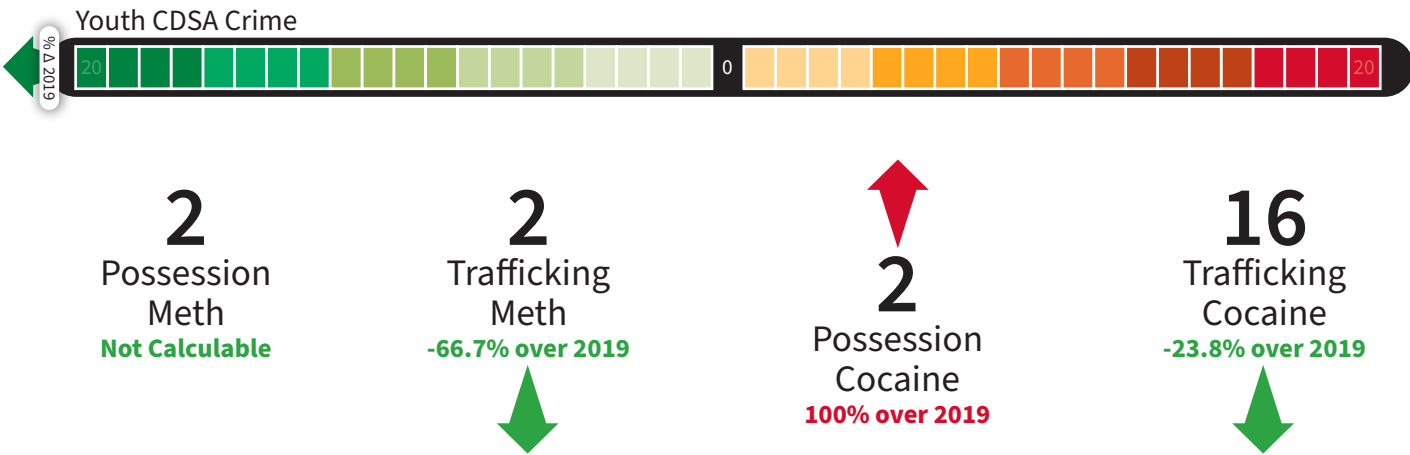 Youth CDSA Crime
% Δ 2019
20
0
20
2
Possession
Meth
Not Calculable
2
Trafficking
Meth
-66.7% over 2019
2
Possession
Cocaine
100% over 2019
16
Trafficking
Cocaine
-23.8% over 2019